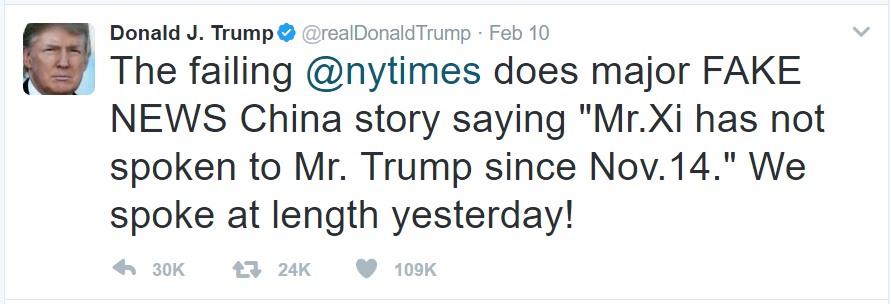 Donald J. Trump @realDonaldTrump · Feb 10
The failing @nytimes does major FAKE
NEWS China story saying "Mr.Xi has not
spoken to Mr. Trump since Nov.14." We
spoke at length yesterday!
30K 24K 109K